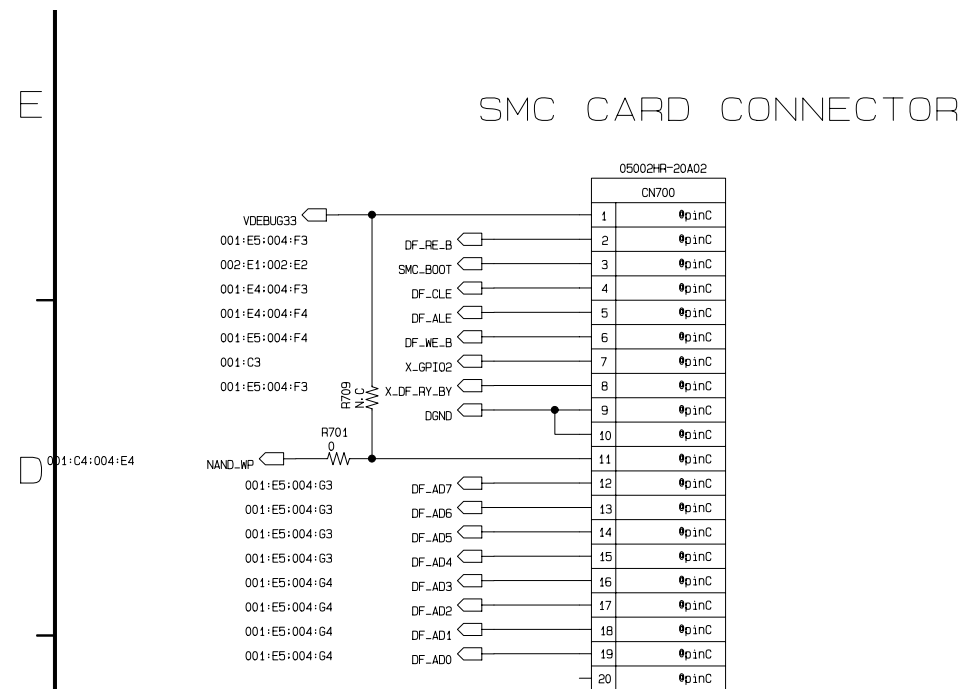 E
SMC CARD CONNECTOR
05002HR-20A02
CN700
VDEBUG33
1 @pinC
001:E5;004:F3 DF_RE_B 2 @pinC
002:E1;002:E2 SMC_BOOT 3 @pinC
001:E4;004:F3 DF_CLE 4 @pinC
001:E4;004:F4 DF_ALE 5 @pinC
001:E5;004:F4 DF_WE_B 6 @pinC
001:C3 X_GPIO2 7 @pinC
001:E5;004:F3 X_DF_RY_BY 8 @pinC
R709
N.C
DGND 9 @pinC
10 @pinC
R701
0
D
001:C4;004:E4 NAND_WP 11 @pinC
001:E5;004:G3 DF_AD7 12 @pinC
001:E5;004:G3 DF_AD6 13 @pinC
001:E5;004:G3 DF_AD5 14 @pinC
001:E5;004:G3 DF_AD4 15 @pinC
001:E5;004:G4 DF_AD3 16 @pinC
001:E5;004:G4 DF_AD2 17 @pinC
001:E5;004:G4 DF_AD1 18 @pinC
001:E5;004:G4 DF_AD0 19 @pinC
20 @pinC